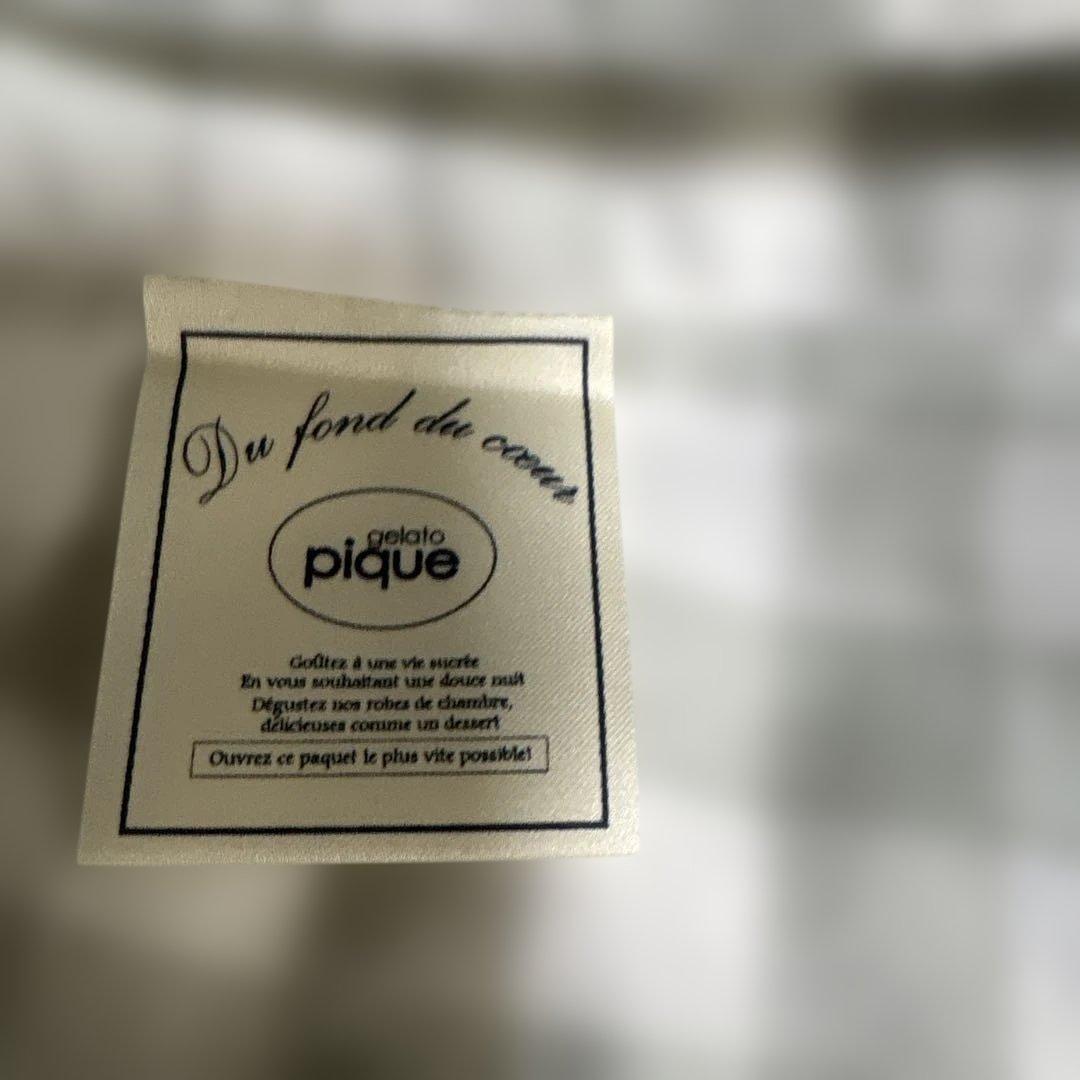 Du fond du cœur
gelato
pique
Goûtez à une vie sucrée
En vous souhaitant une douce nuit
Dégustez nos robes de chambre,
délicieuses comme un dessert
Ouvrez ce paquet le plus vite possible!